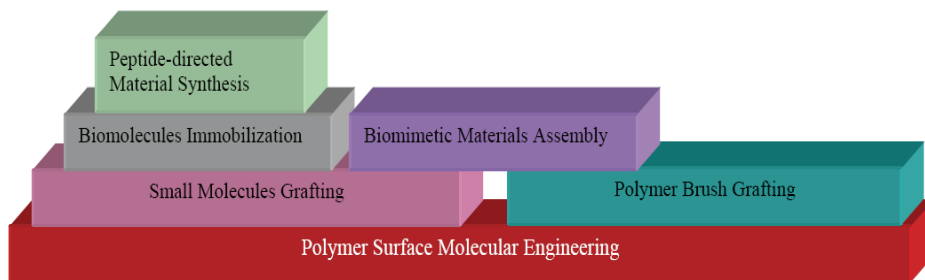 Peptide-directed
Material Synthesis
Biomolecules Immobilization
Biomimetic Materials Assembly
Small Molecules Grafting
Polymer Brush Grafting
Polymer Surface Molecular Engineering